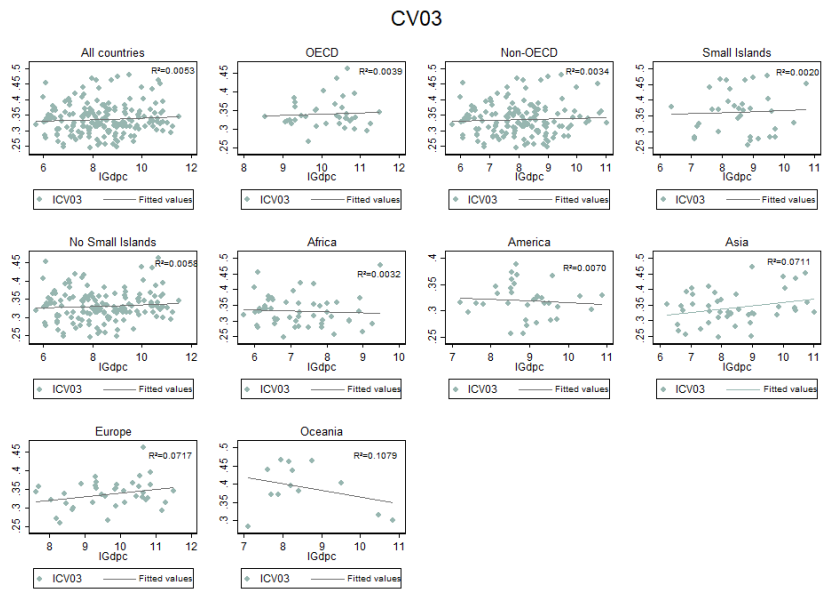 CV03
All countries
OECD
Non-OECD
Small Islands
R²=0.0053
R²=0.0039
R²=0.0034
R²=0.0020
.25 .3 .35 .4 .45 .5
.25 .3 .35 .4 .45
.25 .3 .35 .4 .45 .5
.25 .3 .35 .4 .45 .5
6 7 8 9 10 11 12
8 9 10 11 12
6 7 8 9 10 11
6 7 8 9 10 11
lGdpc
lGdpc
lGdpc
lGdpc
ICV03 Fitted values
ICV03 Fitted values
ICV03 Fitted values
ICV03 Fitted values
No Small Islands
Africa
America
Asia
R²=0.0058
R²=0.0032
R²=0.0070
R²=0.0711
.25 .3 .35 .4 .45
.25 .3 .35 .4 .45 .5
.25 .3 .35 .4
.25 .3 .35 .4 .45 .5
6 7 8 9 10 11 12
6 7 8 9 10
7 8 9 10 11
6 7 8 9 10 11
lGdpc
lGdpc
lGdpc
lGdpc
ICV03 Fitted values
ICV03 Fitted values
ICV03 Fitted values
ICV03 Fitted values
Europe
Oceania
R²=0.0717
R²=0.1079
.25 .3 .35 .4 .45
.3 .35 .4 .45 .5
8 9 10 11 12
7 8 9 10 11
lGdpc
lGdpc
ICV03 Fitted values
ICV03 Fitted values